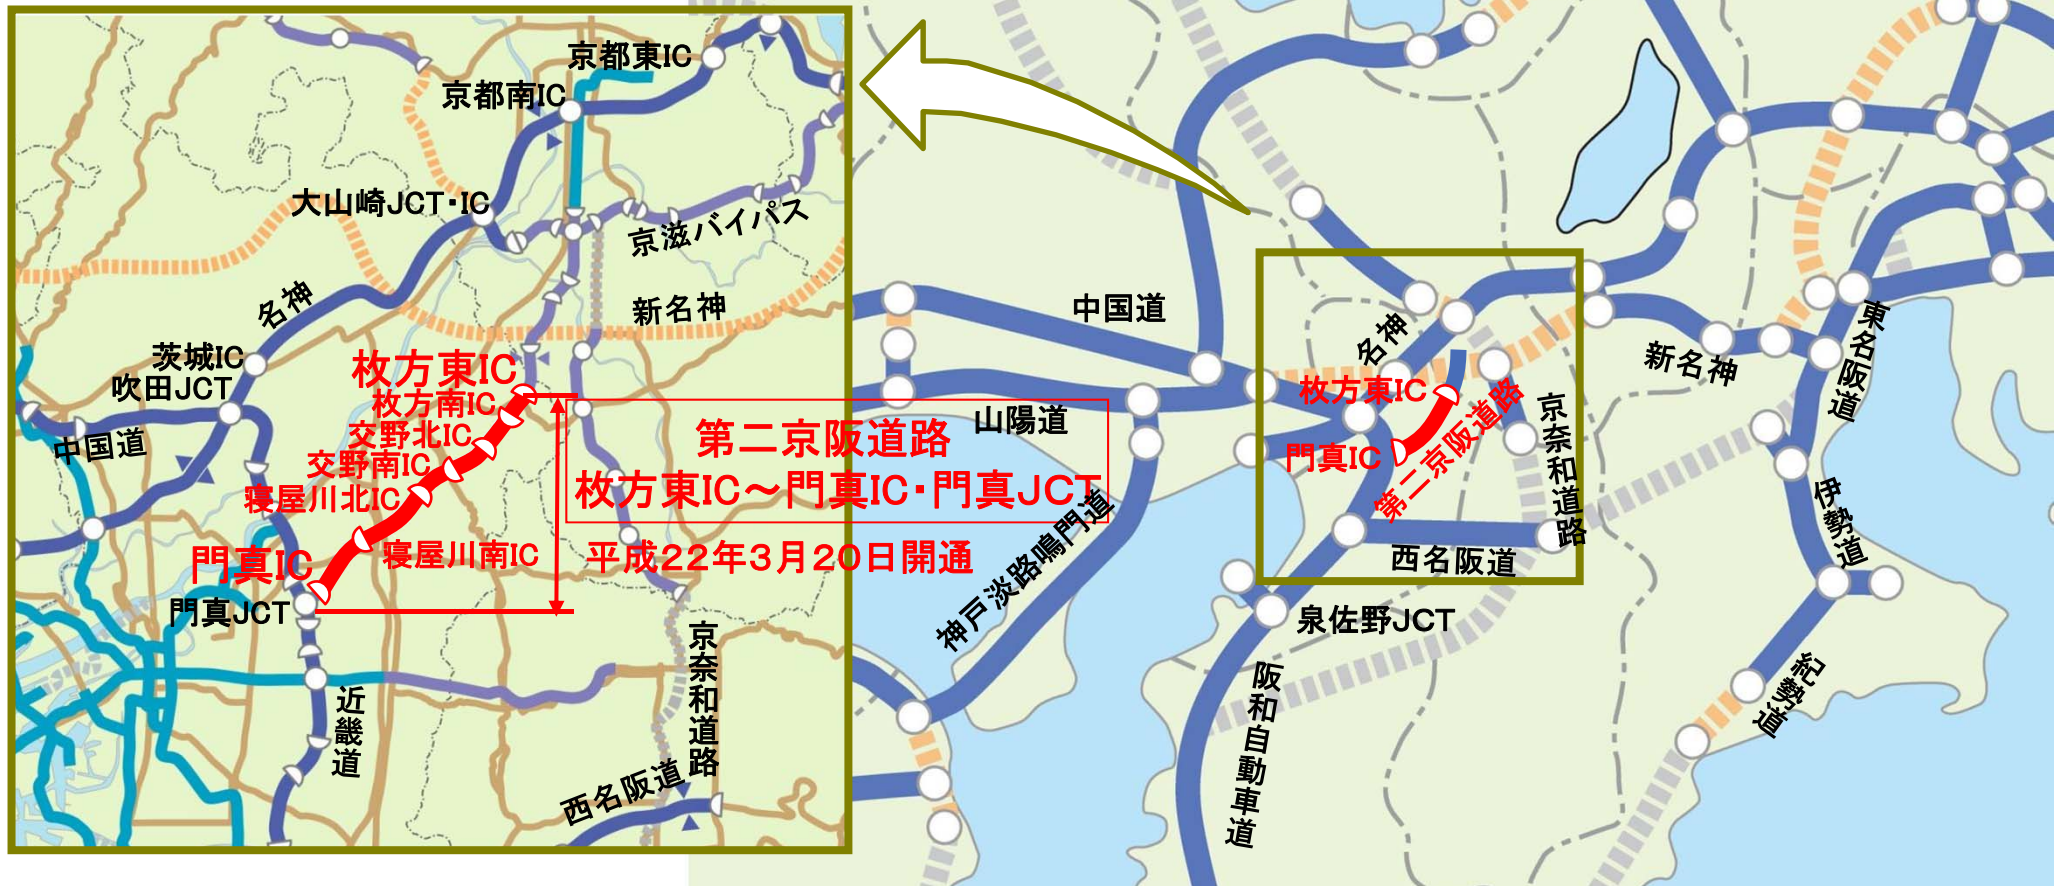 京都東IC
京都南IC
大山崎JCT・IC
京滋バイパス
名神
新名神
茨城IC
吹田JCT
中国道
枚方東IC
枚方南IC
交野北IC
交野南IC
寝屋川北IC
寝屋川南IC
門真IC
門真JCT
第二京阪道路
枚方東IC～門真IC・門真JCT
平成22年3月20日開通
近畿道
京奈和道路
西名阪道
中国道
山陽道
神戸淡路鳴門道
名神
枚方東IC
門真IC
第二京阪道路
京奈和道路
西名阪道
泉佐野JCT
阪和自動車道
新名神
東名阪道
伊勢道
紀勢道